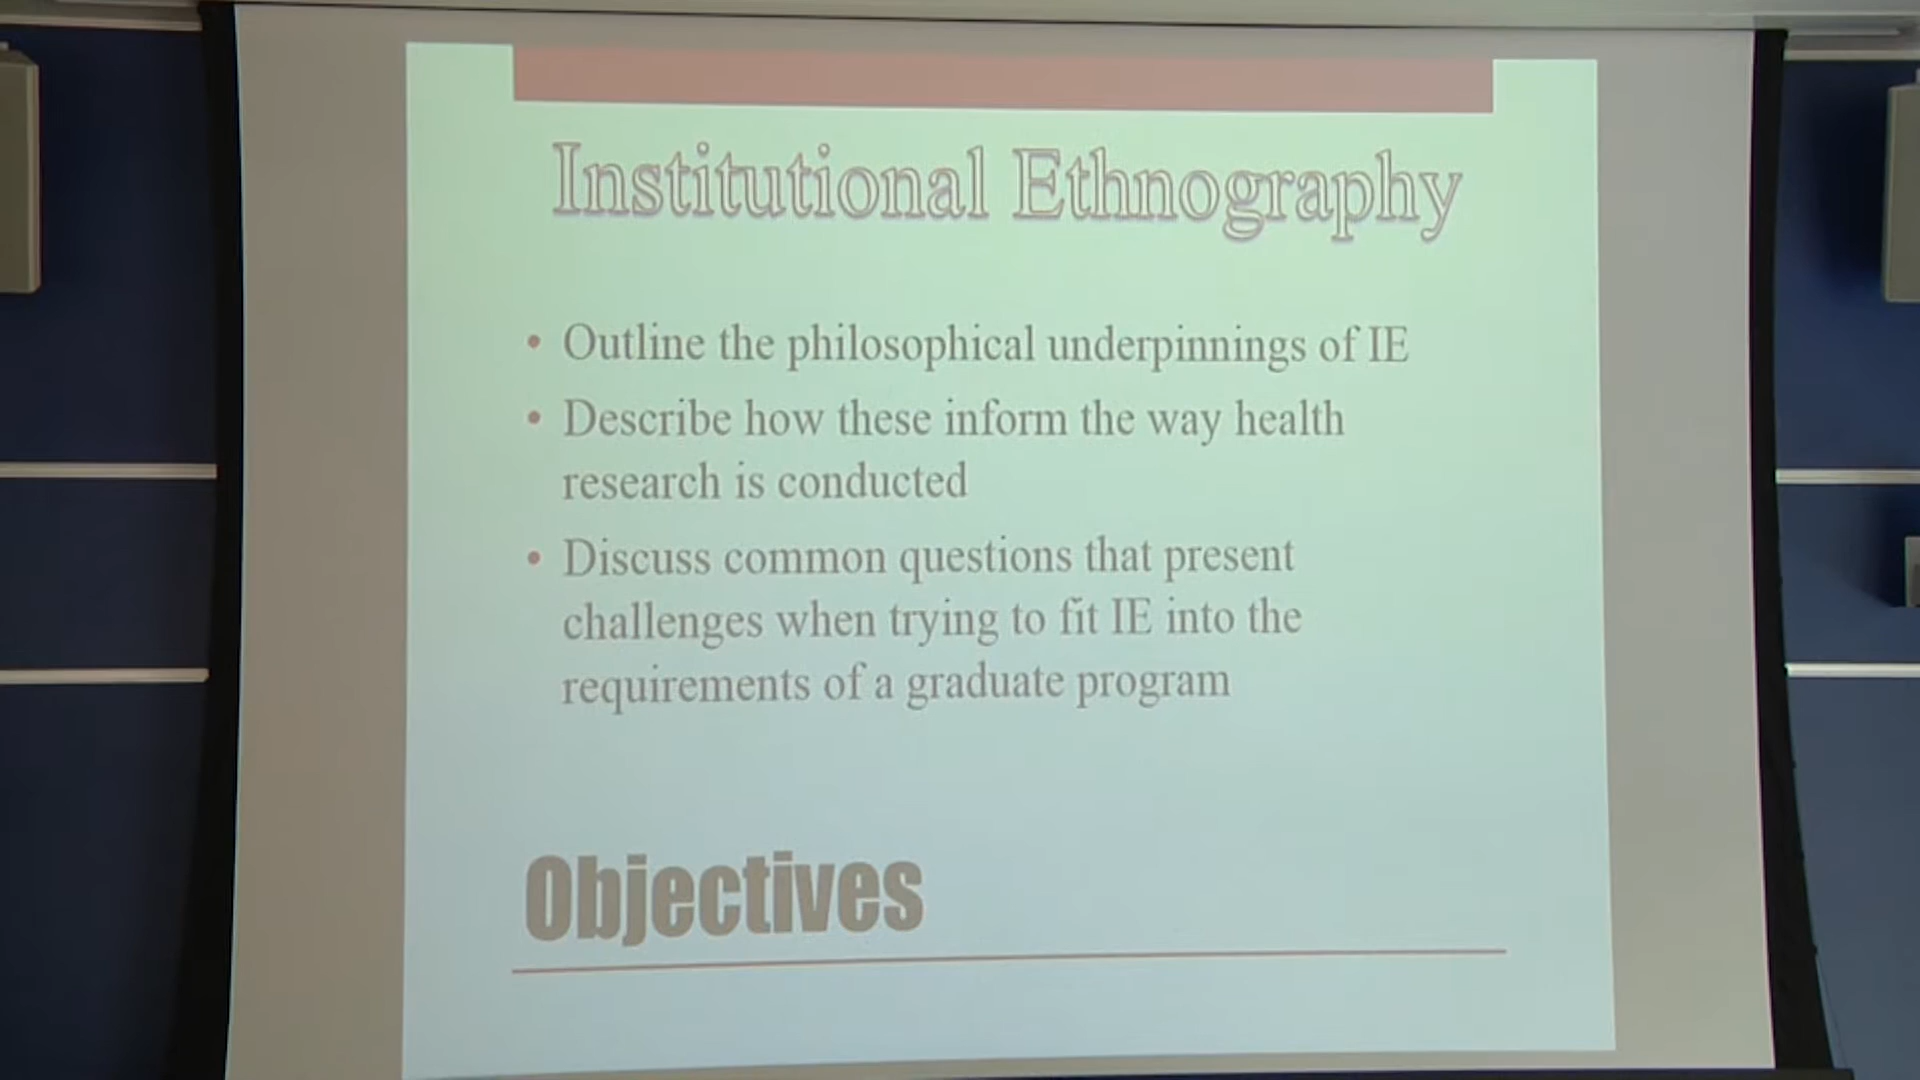 Institutional Ethnography
• Outline the philosophical underpinnings of IE
• Describe how these inform the way health
research is conducted
• Discuss common questions that present
challenges when trying to fit IE into the
requirements of a graduate program
Objectives